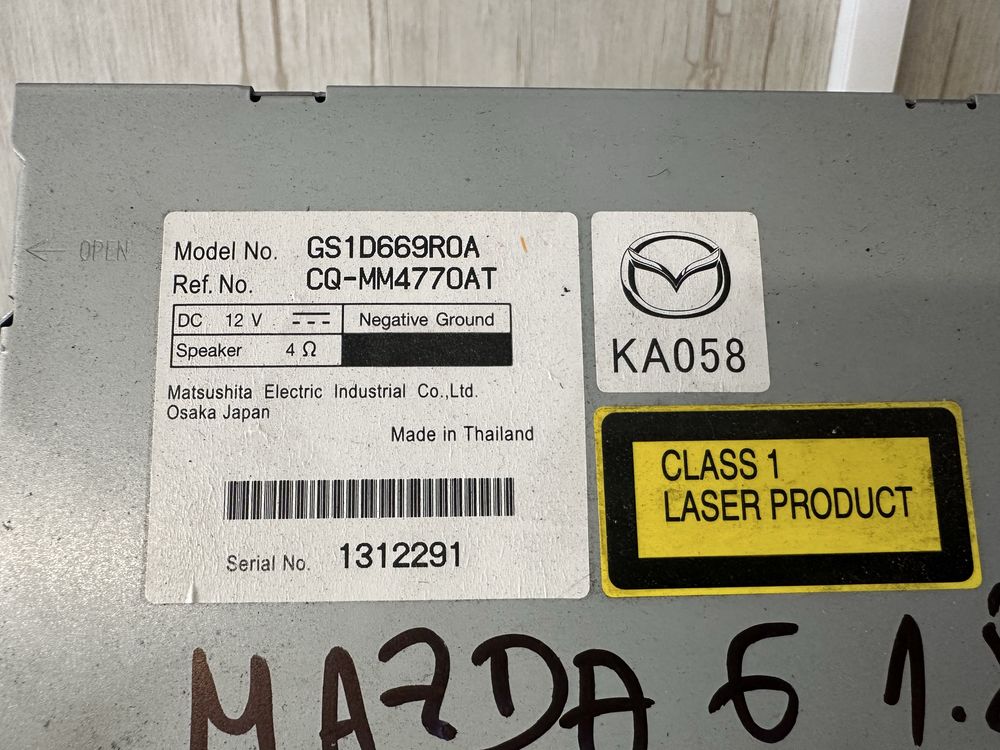 OPEN
Model No. GS1D669R0A
Ref. No. CQ-MM4770AT
DC 12 V Negative Ground
Speaker 4 Ω
Matsushita Electric Industrial Co.,Ltd.
Osaka Japan
Made in Thailand
Serial No. 1312291
KA058
CLASS 1
LASER PRODUCT
MAZDA 6 1.